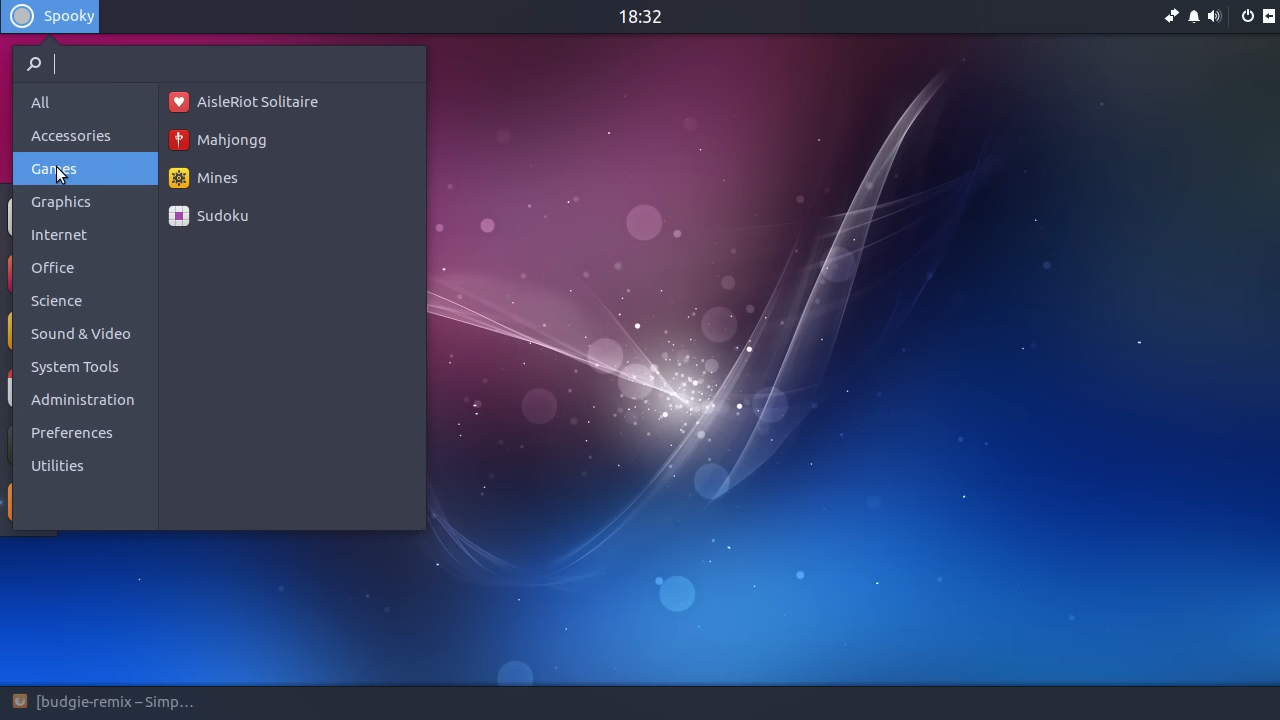 Spooky
18:32
All
Accessories
Games
Graphics
Internet
Office
Science
Sound & Video
System Tools
Administration
Preferences
Utilities
AisleRiot Solitaire
Mahjongg
Mines
Sudoku
[budgie-remix – Simp...